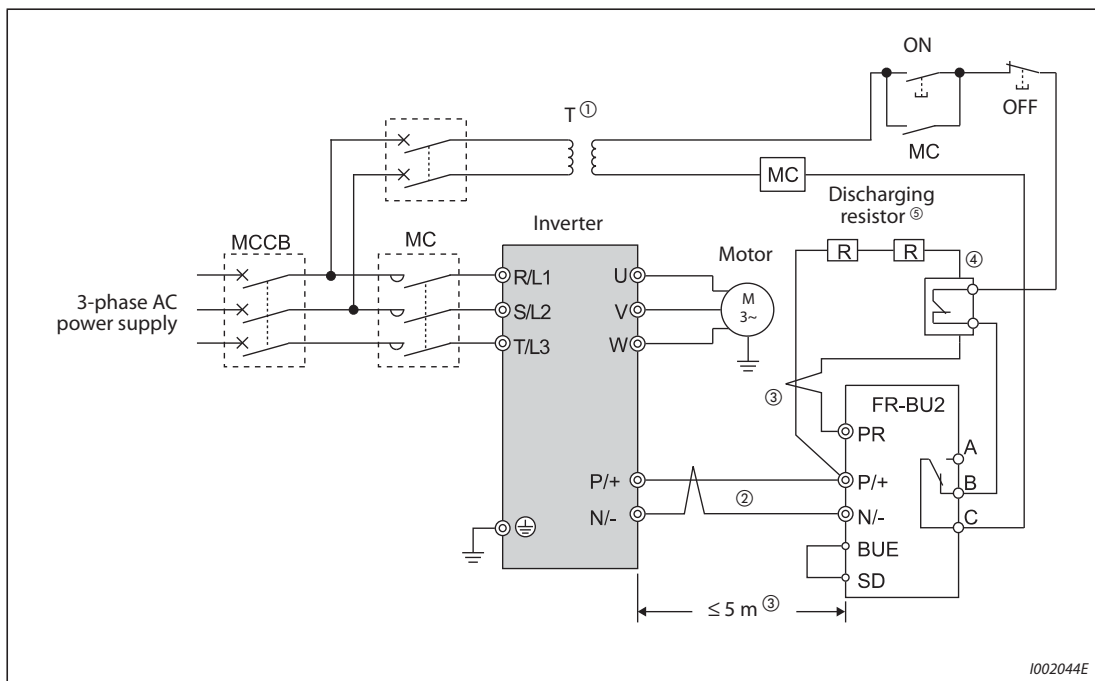 ON
OFF
T ①
MC
MC
Discharging
resistor ⑤
Inverter
MCCB
MC
Motor
R
R
④
R/L1
U
3-phase AC
power supply
M
3~
S/L2
V
T/L3
W
③
FR-BU2
PR
A
P/+
②
P/+
B
N/-
N/-
C
BUE
SD
≤ 5 m ③
I002044E